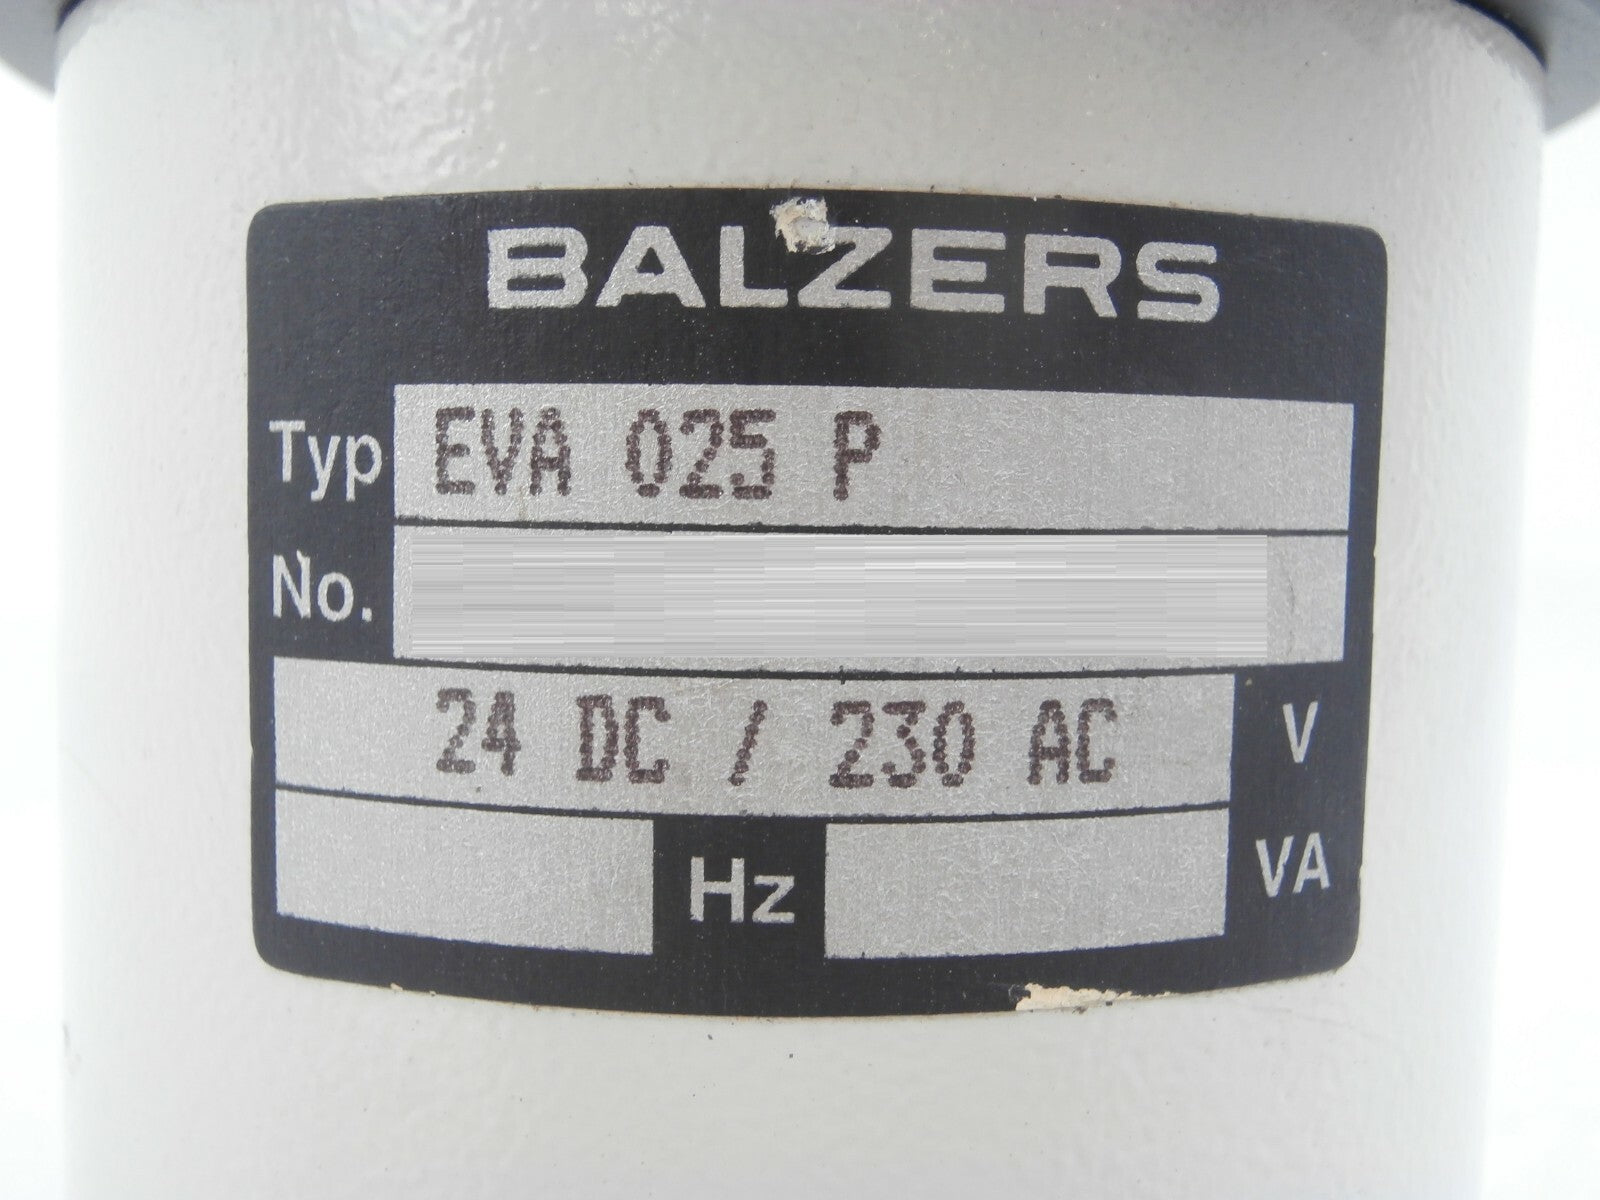 BALZERS
Typ EVA 025 P
No.
24 DC / 230 AC V
Hz VA